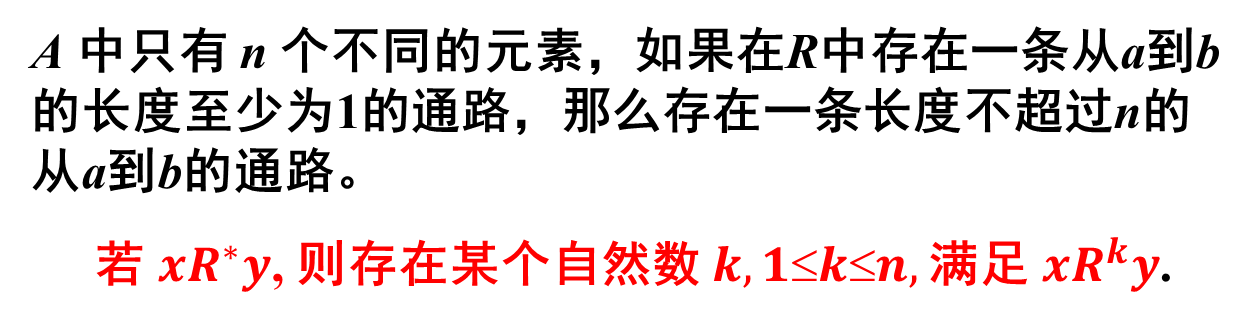 A 中只有 n 个不同的元素，如果在R中存在一条从a到b
的长度至少为1的通路，那么存在一条长度不超过n的
从a到b的通路。
若 xR*y, 则存在某个自然数 k, 1≤k≤n, 满足 xRᵏy.